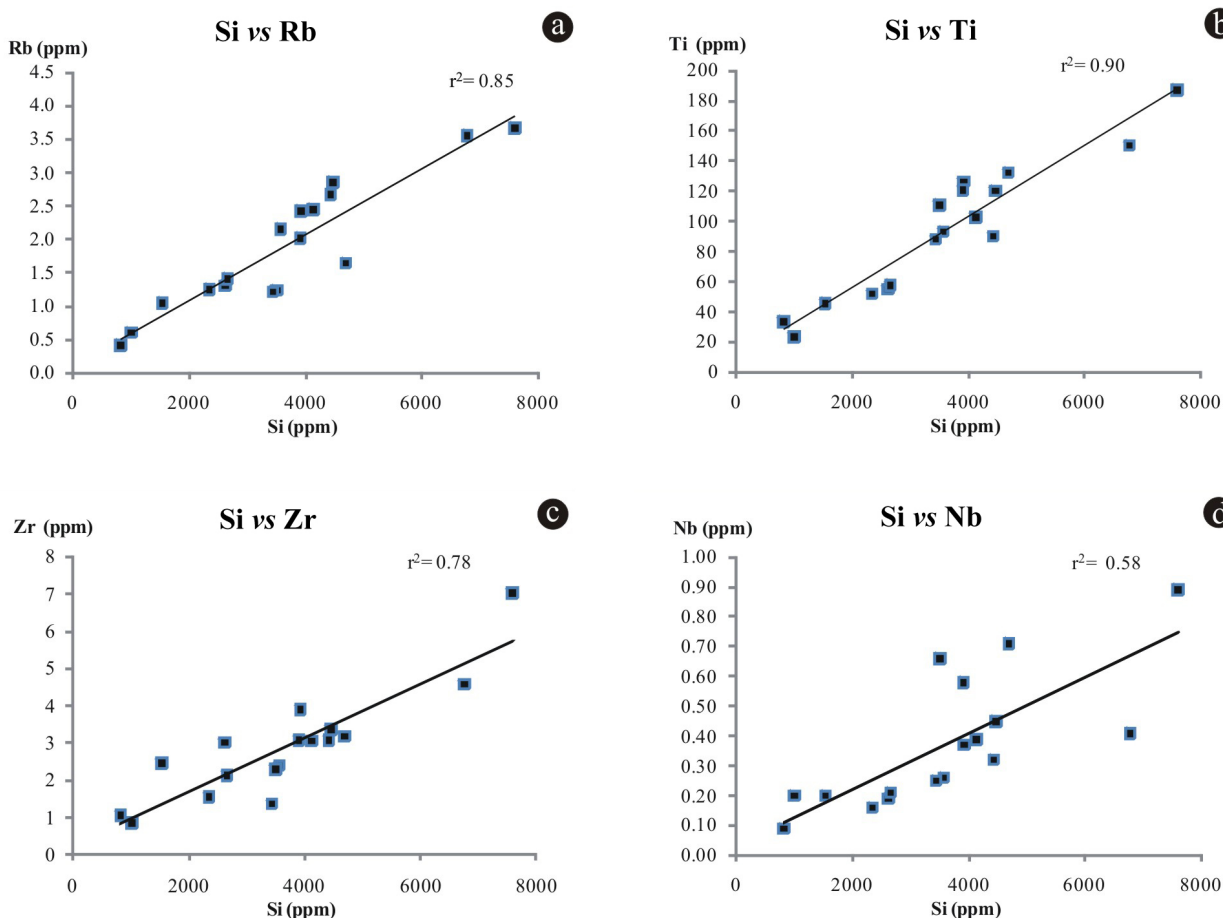 Si vs Rb
a
Rb (ppm)
r²= 0.85
4.5
4.0
3.5
3.0
2.5
2.0
1.5
1.0
0.5
0.0
0 2000 4000 6000 8000
Si (ppm)
Si vs Ti
b
Ti (ppm)
r²= 0.90
200
180
160
140
120
100
80
60
40
20
0
0 2000 4000 6000 8000
Si (ppm)
Si vs Zr
c
Zr (ppm)
r²= 0.78
8
7
6
5
4
3
2
1
0
0 2000 4000 6000 8000
Si (ppm)
Si vs Nb
d
Nb (ppm)
r²= 0.58
1.00
0.90
0.80
0.70
0.60
0.50
0.40
0.30
0.20
0.10
0.00
0 2000 4000 6000 8000
Si (ppm)